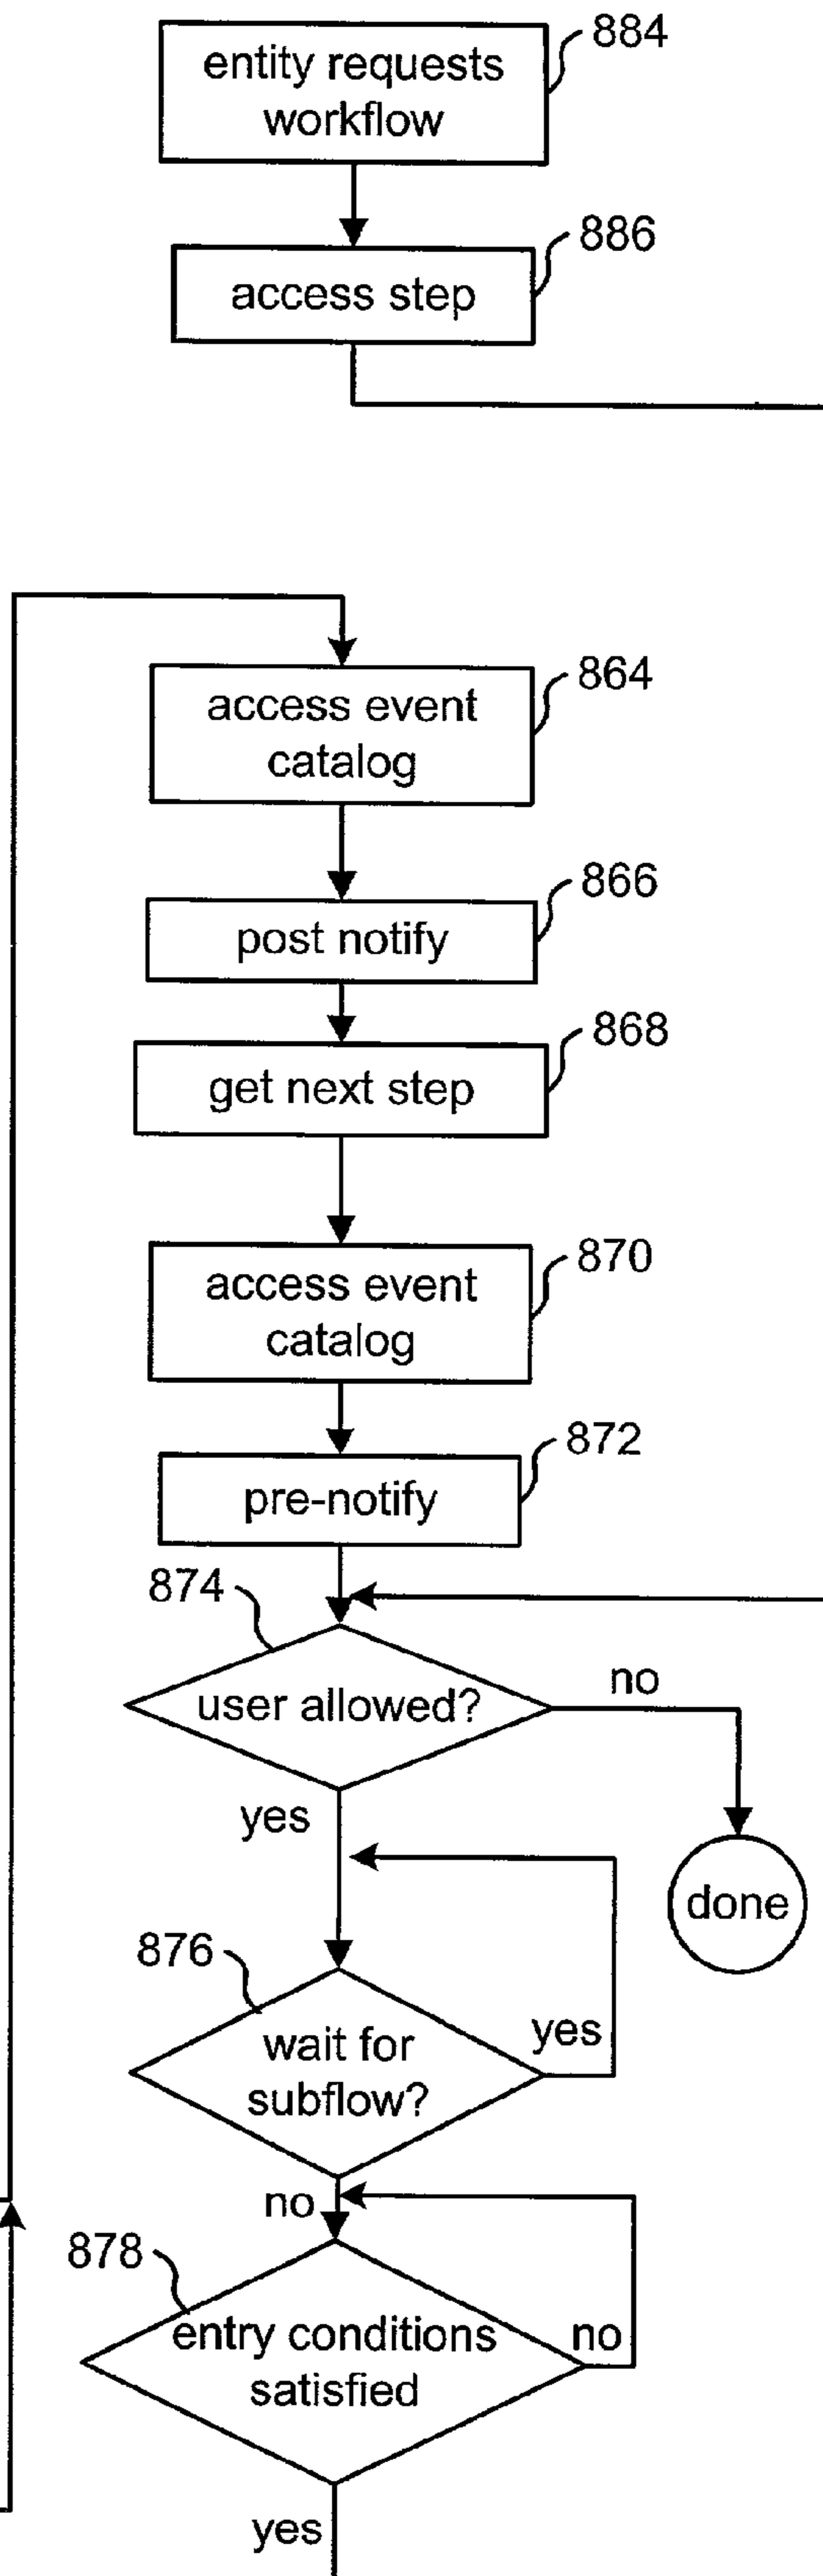 884
entity requests
workflow
886
access step
864
access event
catalog
866
post notify
868
get next step
870
access event
catalog
872
pre-notify
874
user allowed?
no
yes
done
876
wait for
subflow?
yes
no
878
entry conditions
satisfied
no
yes